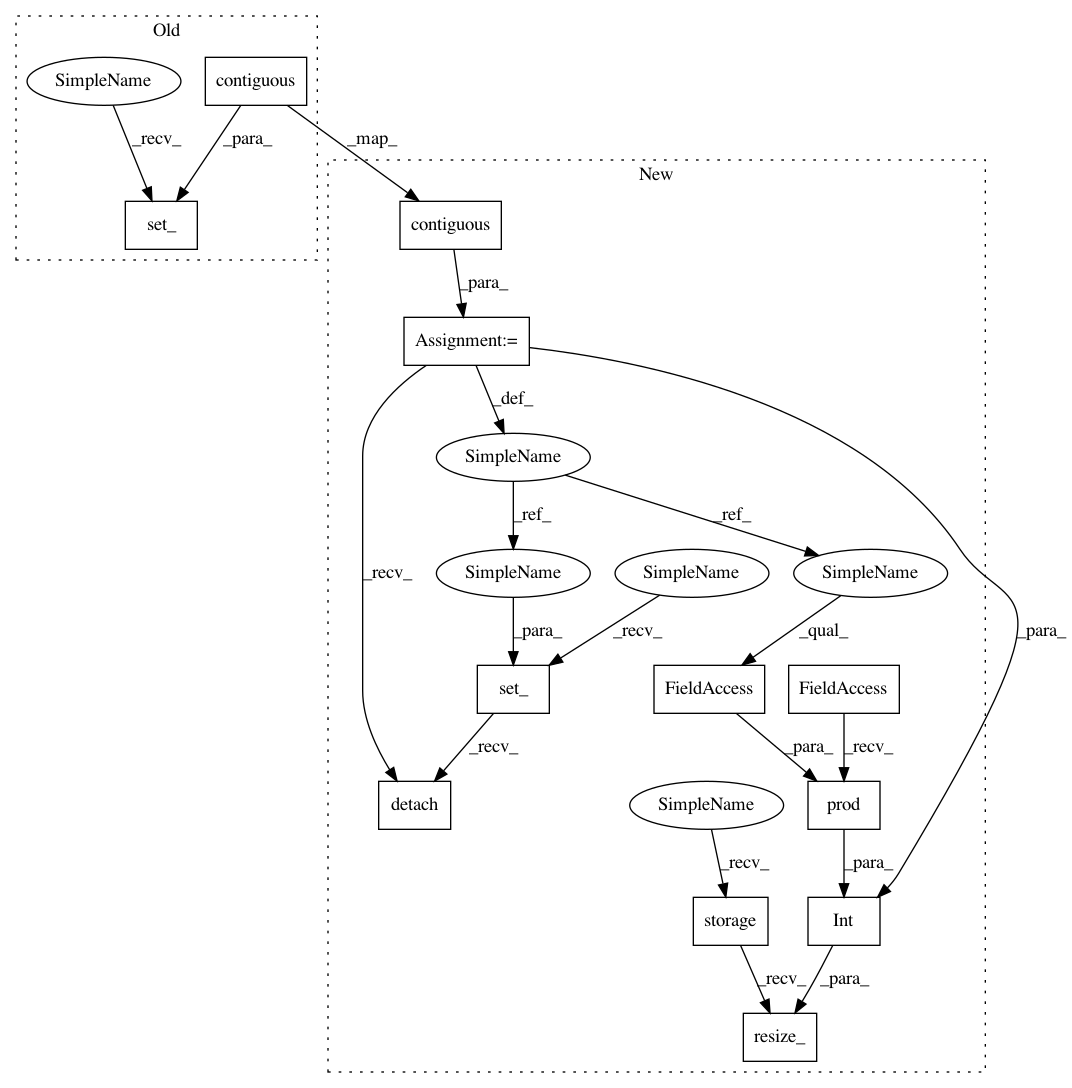 Old
SimpleName
contiguous
_recv_
_para_
_map_
New
set_
contiguous
_para_
Assignment:=
_def_
SimpleName
_ref_
_ref_
_recv_
SimpleName
SimpleName
SimpleName
_para_
_recv_
_qual_
_para_
set_
FieldAccess
FieldAccess
_recv_
_para_
_recv_
detach
SimpleName
prod
_recv_
_para_
storage
Int
_recv_
_para_
resize_